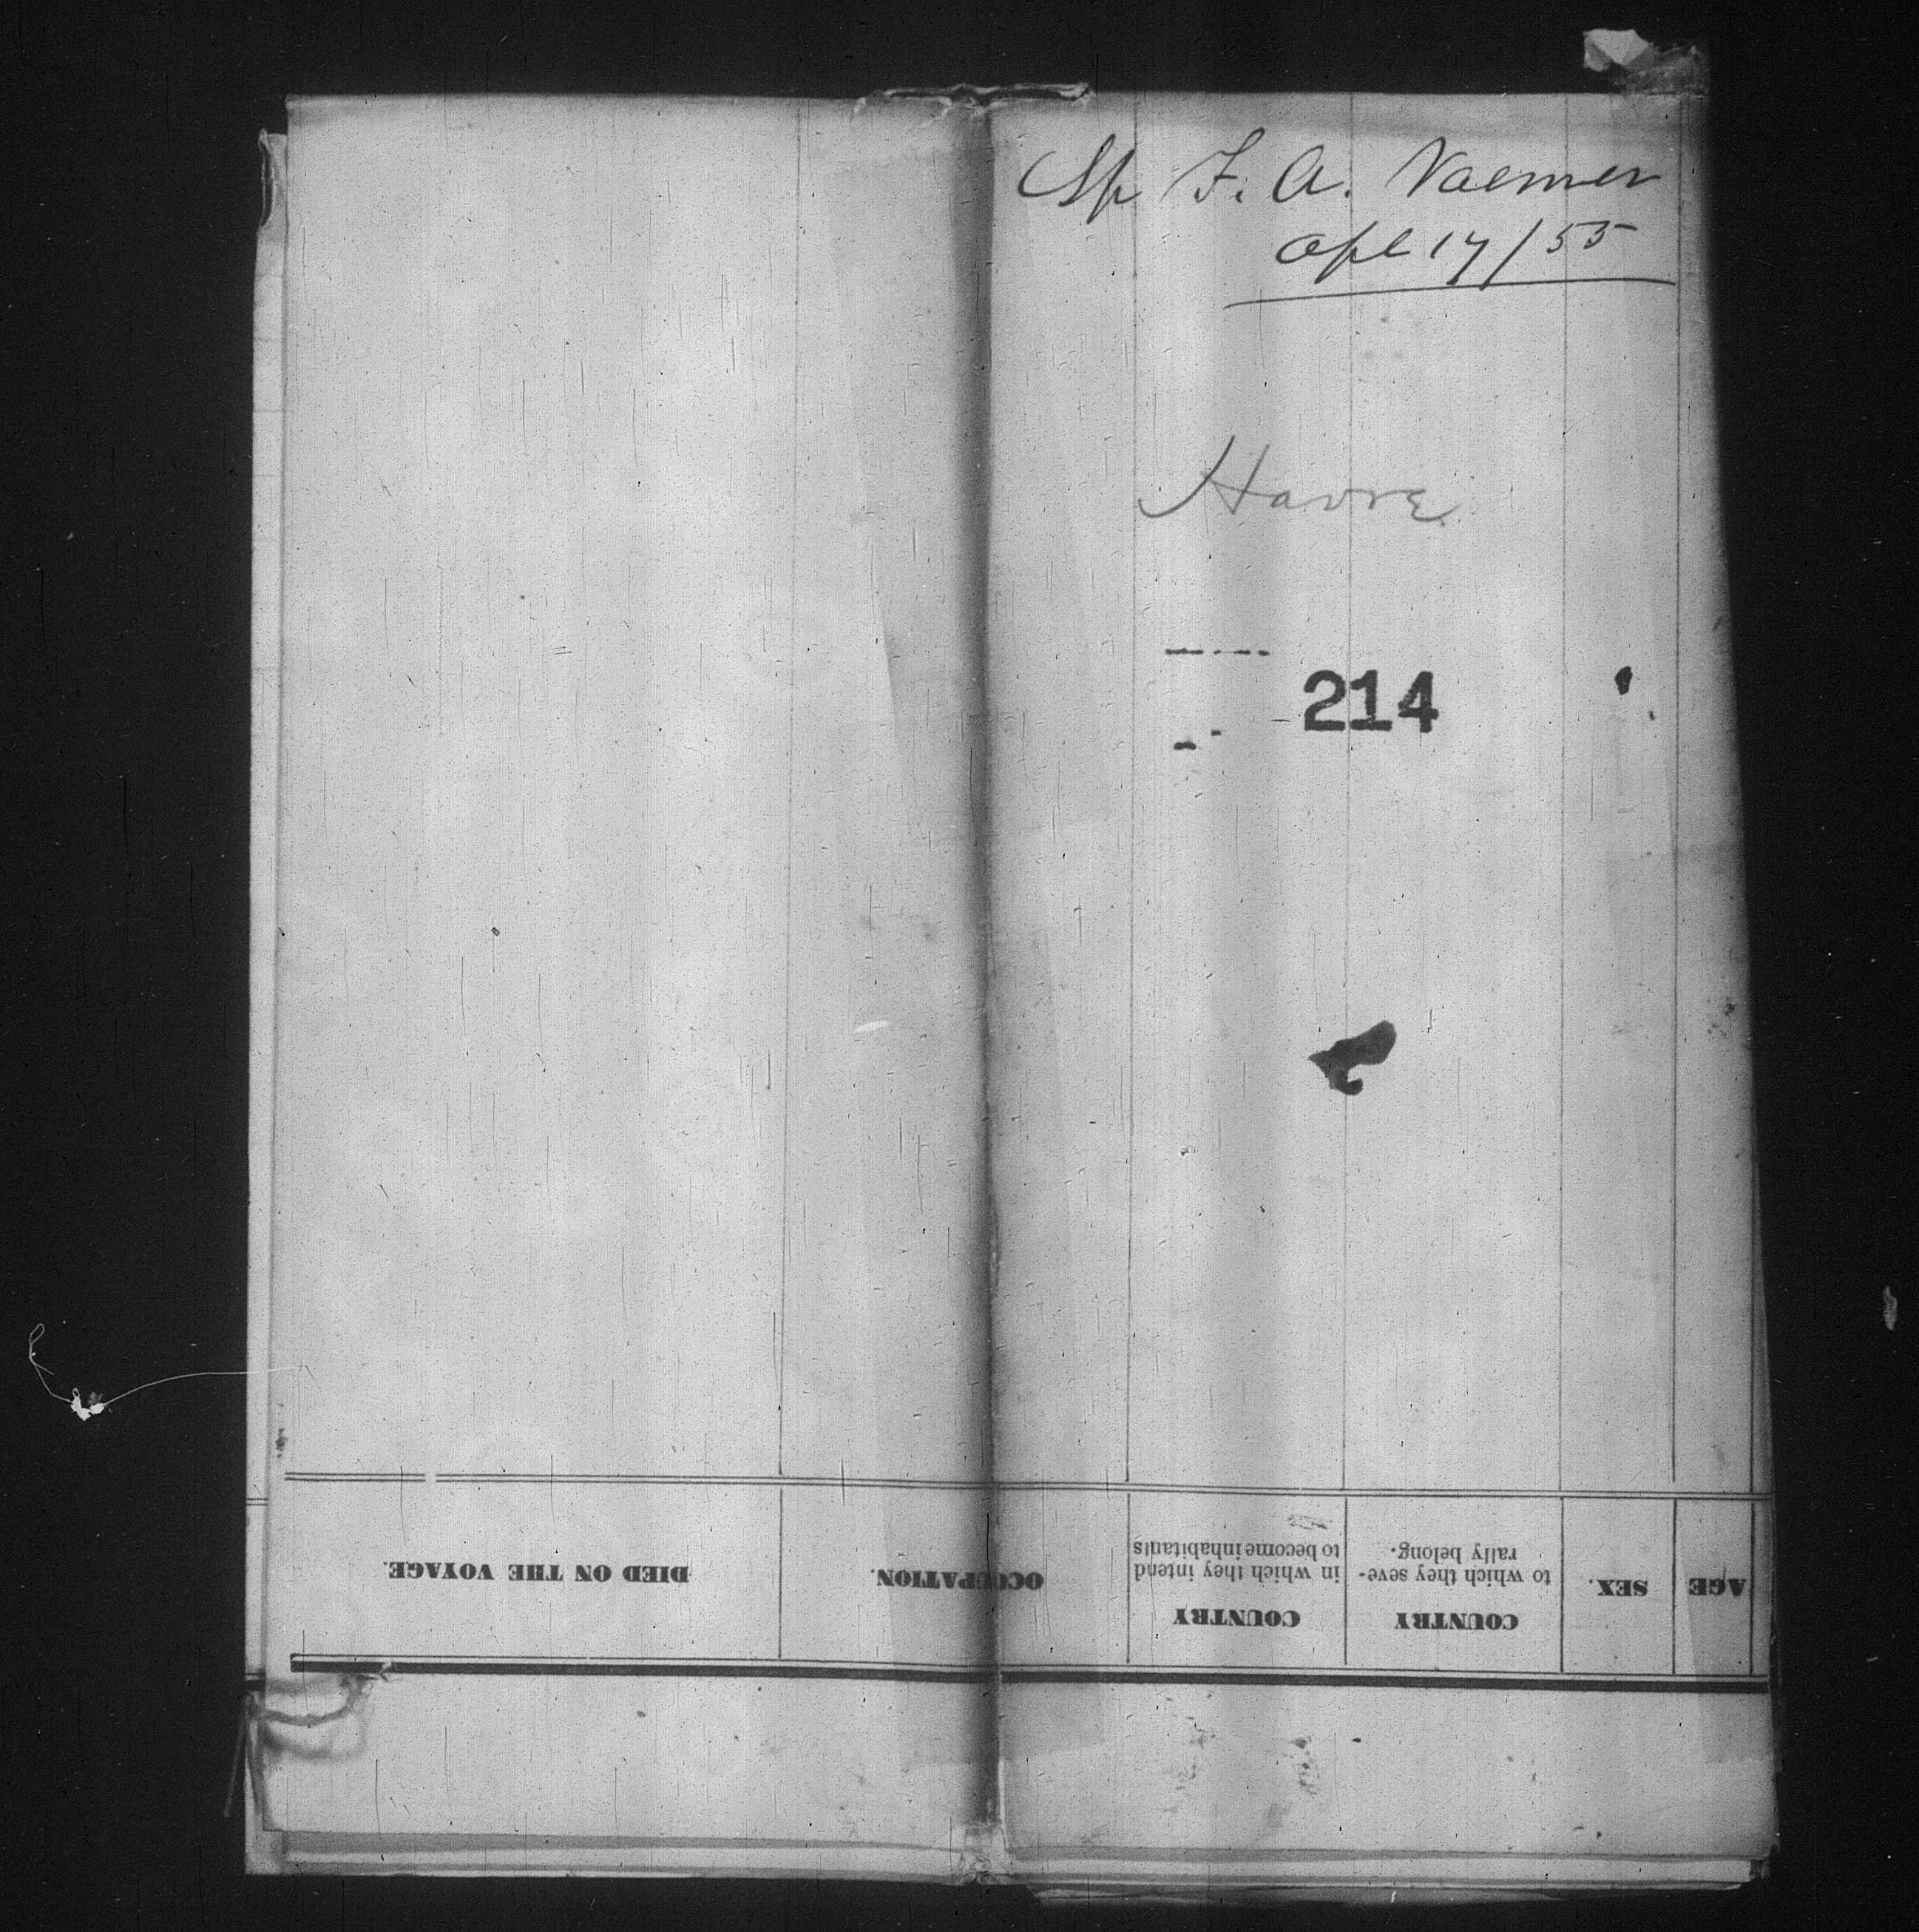 Sp F. A. Vaemer
Apl 17/55
Havre
214
AGE
SEX.
COUNTRY
to which they seve-
rally belong.
COUNTRY
in which they intend
to become inhabitants
OCCUPATION.
DIED ON THE VOYAGE.